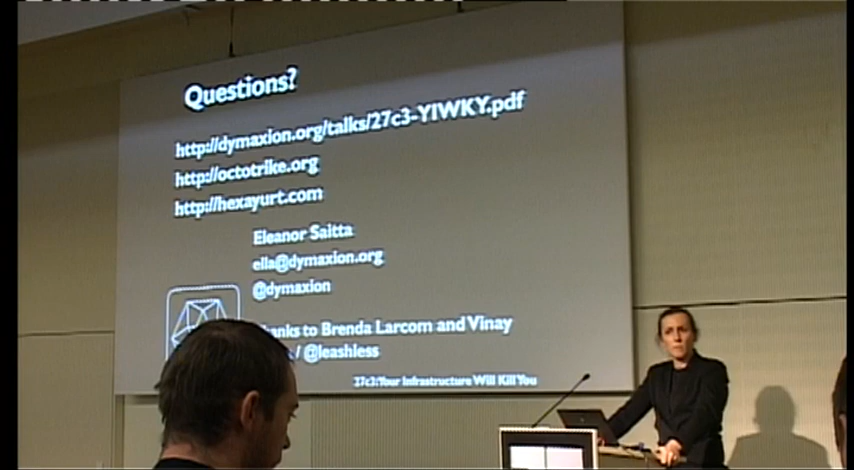 Questions?
http://dymaxion.org/talks/27c3-YIWKY.pdf
http://octotrike.org
http://hexayurt.com
Eleanor Saitta
ella@dymaxion.org
@dymaxion
anks to Brenda Larcom and Vinay
/ @leashless
27c3:Your Infrastructure Will Kill You